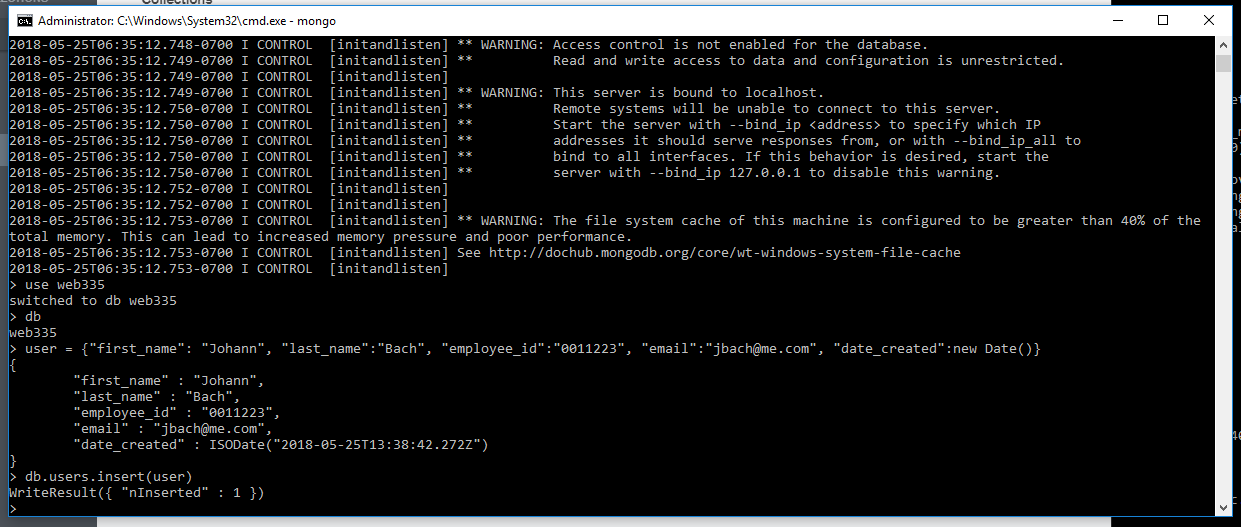 Collections
Administrator: C:\Windows\System32\cmd.exe - mongo
2018-05-25T06:35:12.748-0700 I CONTROL  [initandlisten] ** WARNING: Access control is not enabled for the database.
2018-05-25T06:35:12.749-0700 I CONTROL  [initandlisten] **          Read and write access to data and configuration is unrestricted.
2018-05-25T06:35:12.749-0700 I CONTROL  [initandlisten]
2018-05-25T06:35:12.749-0700 I CONTROL  [initandlisten] ** WARNING: This server is bound to localhost.
2018-05-25T06:35:12.750-0700 I CONTROL  [initandlisten] **          Remote systems will be unable to connect to this server.
2018-05-25T06:35:12.750-0700 I CONTROL  [initandlisten] **          Start the server with --bind_ip <address> to specify which IP
2018-05-25T06:35:12.750-0700 I CONTROL  [initandlisten] **          addresses it should serve responses from, or with --bind_ip_all to
2018-05-25T06:35:12.750-0700 I CONTROL  [initandlisten] **          bind to all interfaces. If this behavior is desired, start the
2018-05-25T06:35:12.750-0700 I CONTROL  [initandlisten] **          server with --bind_ip 127.0.0.1 to disable this warning.
2018-05-25T06:35:12.752-0700 I CONTROL  [initandlisten]
2018-05-25T06:35:12.752-0700 I CONTROL  [initandlisten]
2018-05-25T06:35:12.753-0700 I CONTROL  [initandlisten] ** WARNING: The file system cache of this machine is configured to be greater than 40% of the
total memory. This can lead to increased memory pressure and poor performance.
2018-05-25T06:35:12.753-0700 I CONTROL  [initandlisten] See http://dochub.mongodb.org/core/wt-windows-system-file-cache
2018-05-25T06:35:12.753-0700 I CONTROL  [initandlisten]
> use web335
switched to db web335
> db
web335
> user = {"first_name": "Johann", "last_name":"Bach", "employee_id":"0011223", "email":"jbach@me.com", "date_created":new Date()}
{
        "first_name" : "Johann",
        "last_name" : "Bach",
        "employee_id" : "0011223",
        "email" : "jbach@me.com",
        "date_created" : ISODate("2018-05-25T13:38:42.272Z")
}
> db.users.insert(user)
WriteResult({ "nInserted" : 1 })
>